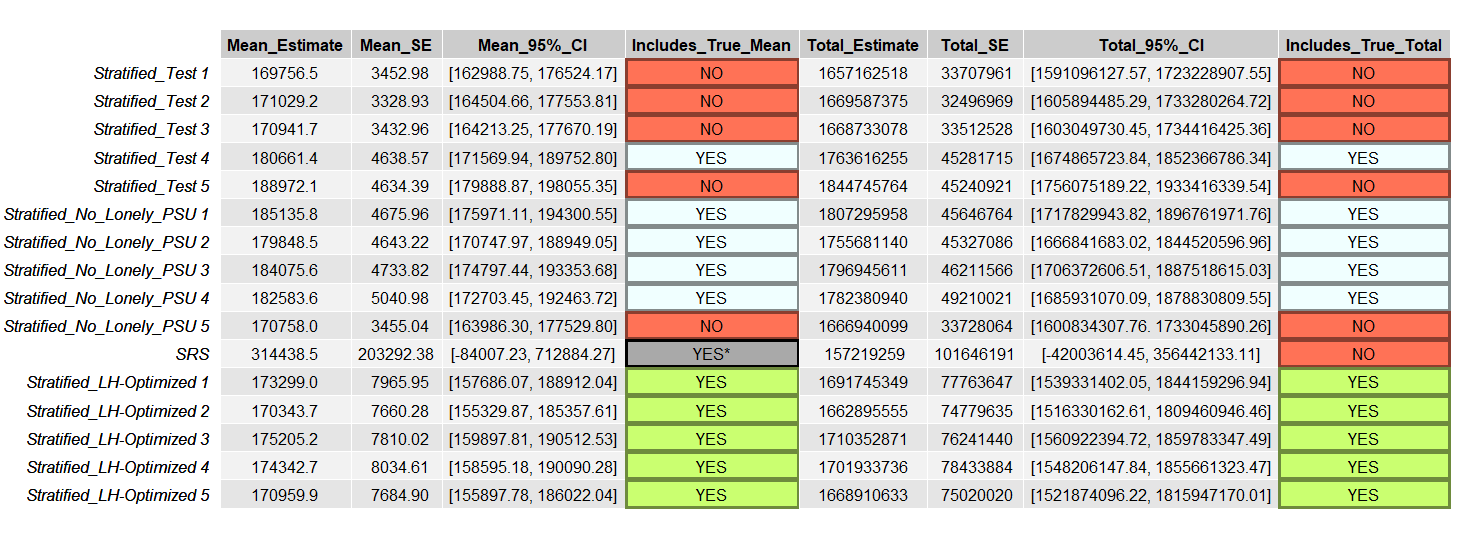 Mean_Estimate Mean_SE Mean_95%_CI Includes_True_Mean Total_Estimate Total_SE Total_95%_CI Includes_True_Total
Stratified_Test 1 169756.5 3452.98 [162988.75, 176524.17] NO 1657162518 33707961 [1591096127.57, 1723228907.55] NO
Stratified_Test 2 171029.2 3328.93 [164504.66, 177553.81] NO 1669587375 32496969 [1605894485.29, 1733280264.72] NO
Stratified_Test 3 170941.7 3432.96 [164213.25, 177670.19] NO 1668733078 33512528 [1603049730.45, 1734416425.36] NO
Stratified_Test 4 180661.4 4638.57 [171569.94, 189752.80] YES 1763616255 45281715 [1674865723.84, 1852366786.34] YES
Stratified_Test 5 188972.1 4634.39 [179888.87, 198055.35] NO 1844745764 45240921 [1756075189.22, 1933416339.54] NO
Stratified_No_Lonely_PSU 1 185135.8 4675.96 [175971.11, 194300.55] YES 1807295958 45646764 [1717829943.82, 1896761971.76] YES
Stratified_No_Lonely_PSU 2 179848.5 4643.22 [170747.97, 188949.05] YES 1755681140 45327086 [1666841683.02, 1844520596.96] YES
Stratified_No_Lonely_PSU 3 184075.6 4733.82 [174797.44, 193353.68] YES 1796945611 46211566 [1706372606.51, 1887518615.03] YES
Stratified_No_Lonely_PSU 4 182583.6 5040.98 [172703.45, 192463.72] YES 1782380940 49210021 [1685931070.09, 1878830809.55] YES
Stratified_No_Lonely_PSU 5 170758.0 3455.04 [163986.30, 177529.80] NO 1666940099 33728064 [1600834307.76. 1733045890.26] NO
SRS 314438.5 203292.38 [-84007.23, 712884.27] YES* 157219259 101646191 [-42003614.45, 356442133.11] NO
Stratified_LH-Optimized 1 173299.0 7965.95 [157686.07, 188912.04] YES 1691745349 77763647 [1539331402.05, 1844159296.94] YES
Stratified_LH-Optimized 2 170343.7 7660.28 [155329.87, 185357.61] YES 1662895555 74779635 [1516330162.61, 1809460946.46] YES
Stratified_LH-Optimized 3 175205.2 7810.02 [159897.81, 190512.53] YES 1710352871 76241440 [1560922394.72, 1859783347.49] YES
Stratified_LH-Optimized 4 174342.7 8034.61 [158595.18, 190090.28] YES 1701933736 78433884 [1548206147.84, 1855661323.47] YES
Stratified_LH-Optimized 5 170959.9 7684.90 [155897.78, 186022.04] YES 1668910633 75020020 [1521874096.22, 1815947170.01] YES